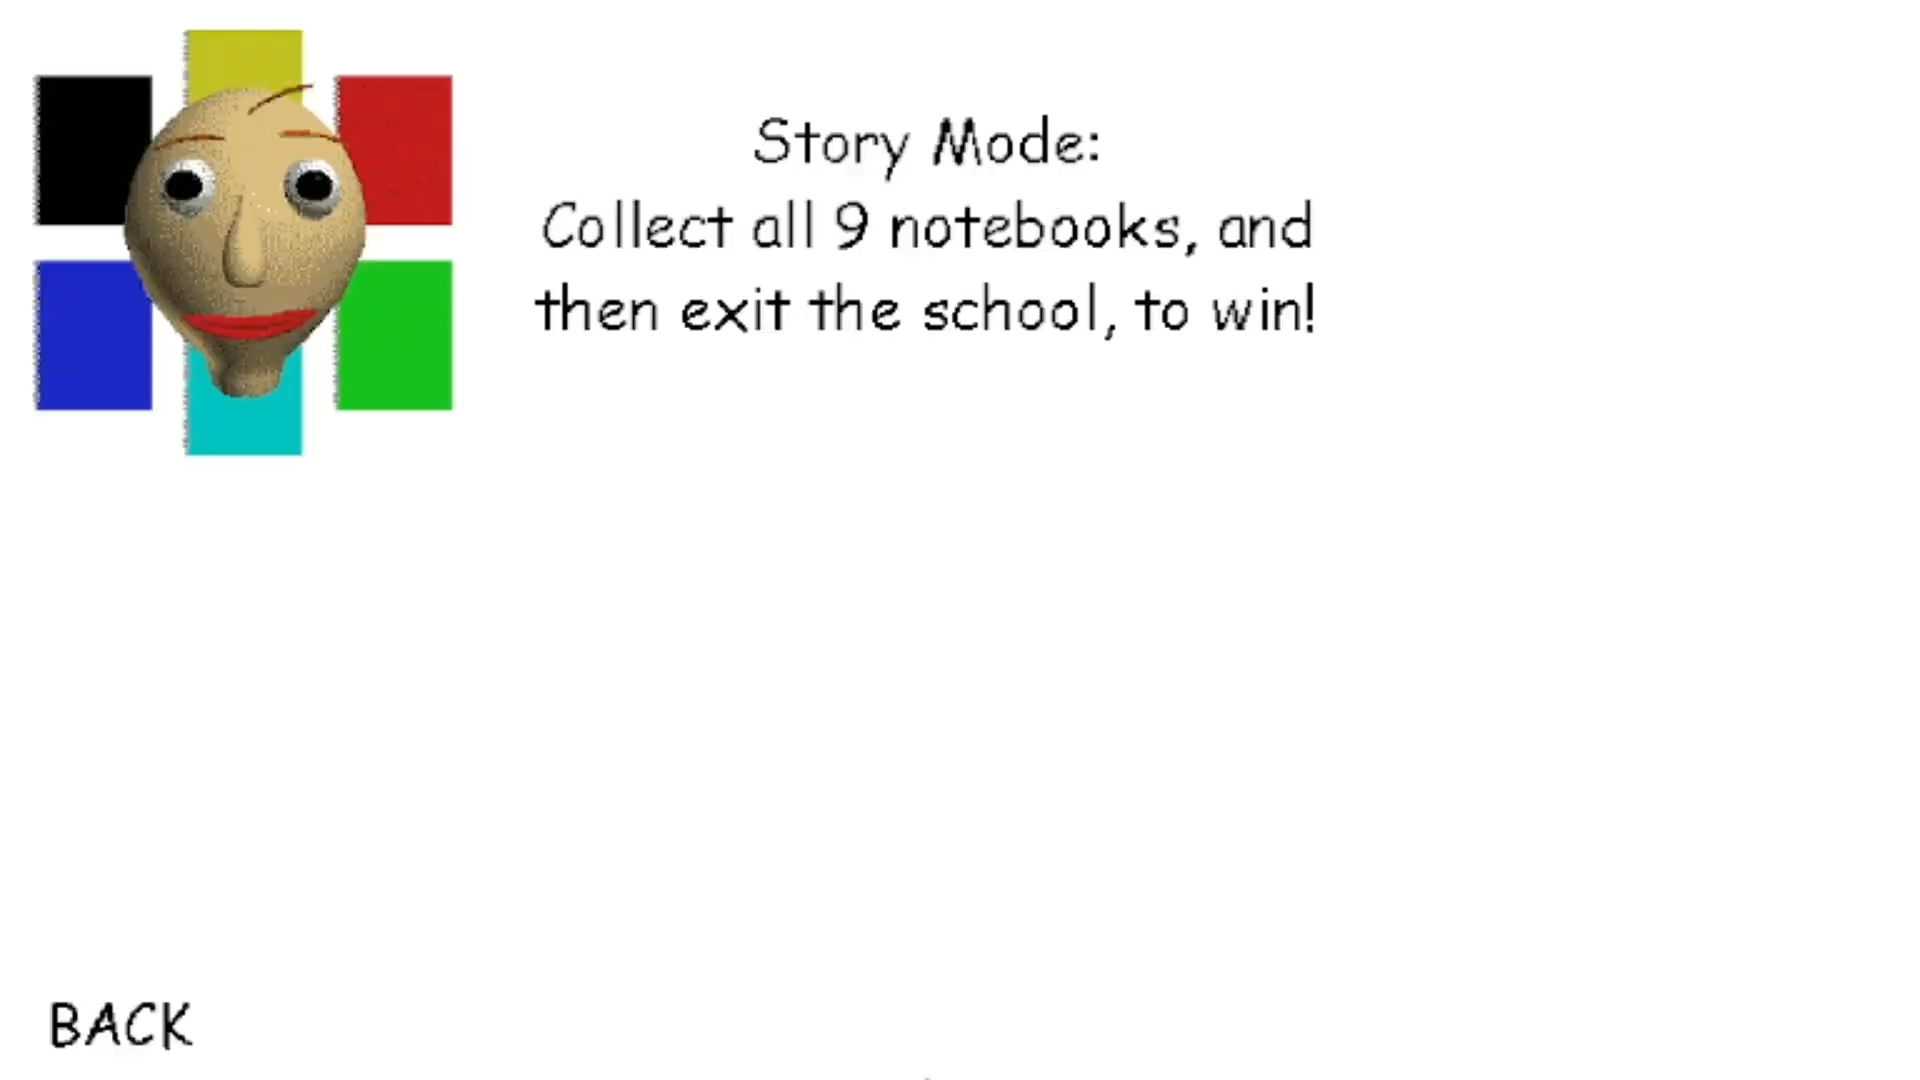 Story Mode:
Collect all 9 notebooks, and
then exit the school, to win!
BACK